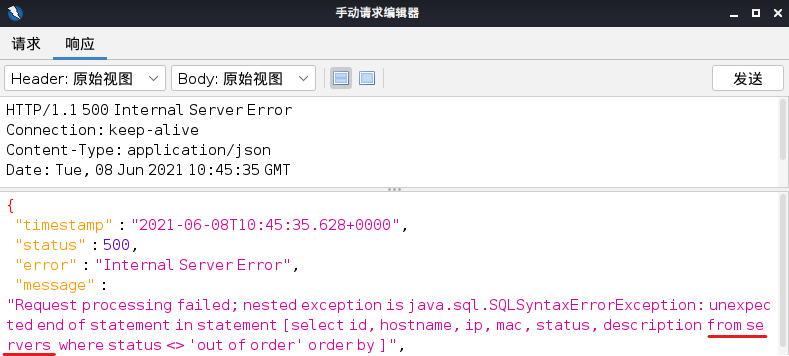 手动请求编辑器
请求 响应
Header: 原始视图 Body: 原始视图 发送
HTTP/1.1 500 Internal Server Error
Connection: keep-alive
Content-Type: application/json
Date: Tue, 08 Jun 2021 10:45:35 GMT
{
"timestamp" : "2021-06-08T10:45:35.628+0000",
"status" : 500,
"error" : "Internal Server Error",
"message" :
"Request processing failed; nested exception is java.sql.SQLSyntaxErrorException: unexpec
ted end of statement in statement [select id, hostname, ip, mac, status, description from se
rvers where status <> 'out of order' order by ]",